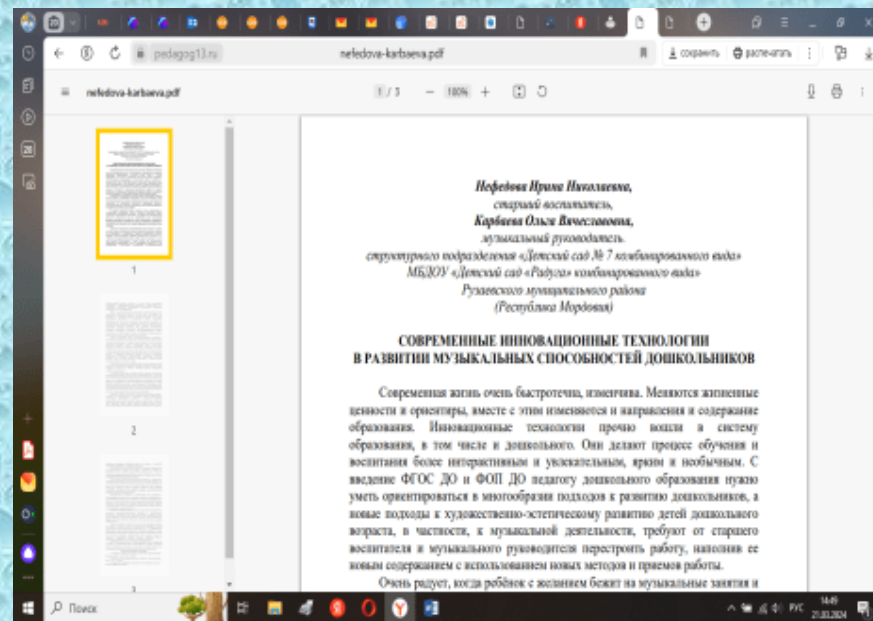 pedagog13.ru
nefedova-karbaeva.pdf
сохранить
распечатать
nefedova-karbaeva.pdf
1 / 3
100%
Нефедова Ирина Николаевна,
старший воспитатель,
Карбаева Ольга Вячеславовна,
музыкальный руководитель
структурного подразделения «Детский сад № 7 комбинированного вида»
МБДОУ «Детский сад «Радуга» комбинированного вида»
Рузаевского муниципального района
(Республика Мордовия)
СОВРЕМЕННЫЕ ИННОВАЦИОННЫЕ ТЕХНОЛОГИИ
В РАЗВИТИИ МУЗЫКАЛЬНЫХ СПОСОБНОСТЕЙ ДОШКОЛЬНИКОВ
Современная жизнь очень быстротечна, изменчива. Меняются жизненные
ценности и ориентиры, вместе с этим изменяются и направления и содержание
образования. Инновационные технологии прочно вошли в систему
образования, в том числе и дошкольного. Они делают процесс обучения и
воспитания более интерактивным и увлекательным, ярким и необычным. С
введение ФГОС ДО и ФОП ДО педагогу дошкольного образования нужно
уметь ориентироваться в многообразии подходов к развитию дошкольников, а
новые подходы к художественно-эстетическому развитию детей дошкольного
возраста, в частности, к музыкальной деятельности, требуют от старшего
воспитателя и музыкального руководителя перестроить работу, наполнив ее
новым содержанием с использованием новых методов и приемов работы.
Очень радует, когда ребёнок с желанием бежит на музыкальные занятия и
1
2
3
Поиск
РУС
14:49
21.03.2024